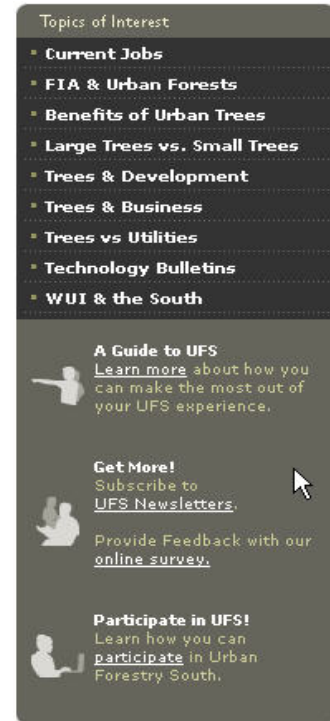 Topics of Interest
Current Jobs
FIA & Urban Forests
Benefits of Urban Trees
Large Trees vs. Small Trees
Trees & Development
Trees & Business
Trees vs Utilities
Technology Bulletins
WUI & the South
A Guide to UFS
Learn more about how you
can make the most out of
your UFS experience.
Get More!
Subscribe to
UFS Newsletters.
Provide Feedback with our
online survey.
Participate in UFS!
Learn how you can
participate in Urban
Forestry South.